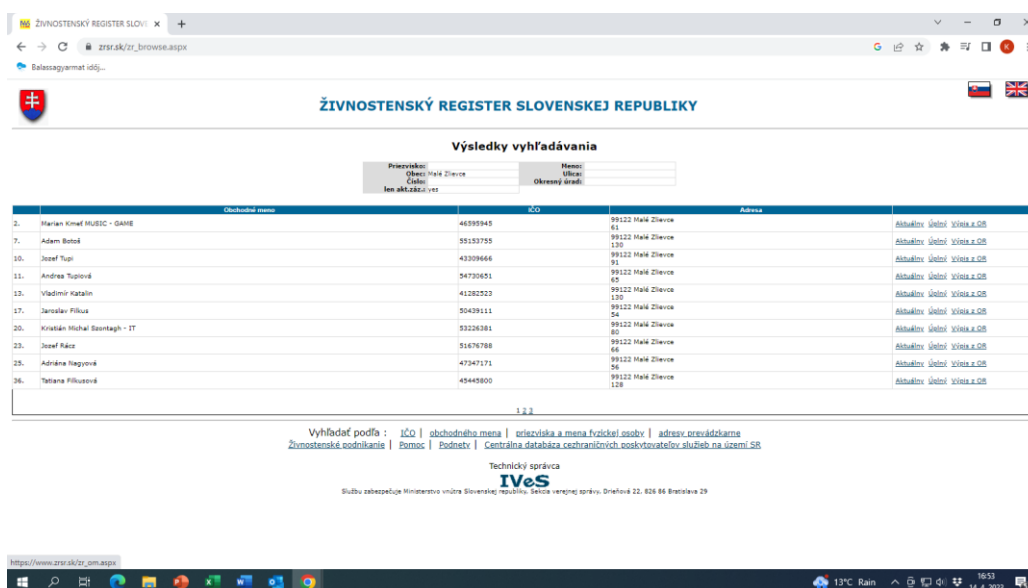 ŽIVNOSTENSKÝ REGISTER SLOVE
zrsr.sk/zr_browse.aspx
K
Balassagyarmat időj...
ŽIVNOSTENSKÝ REGISTER SLOVENSKEJ REPUBLIKY
Výsledky vyhľadávania
Priezvisko: Meno:
Obec: Malé Zlievce Ulica:
Číslo: Okresný úrad:
len akt.záz.: yes
Obchodné meno IČO Adresa
2. Marian Kmeť MUSIC - GAME 46595945 99122 Malé Zlievce 61 Aktuálny Úplný Výpis z OR
7. Adam Botoš 55153755 99122 Malé Zlievce 130 Aktuálny Úplný Výpis z OR
10. Jozef Tupi 43309666 99122 Malé Zlievce 91 Aktuálny Úplný Výpis z OR
11. Andrea Tupiová 54730651 99122 Malé Zlievce 65 Aktuálny Úplný Výpis z OR
13. Vladimír Katalin 41282523 99122 Malé Zlievce 130 Aktuálny Úplný Výpis z OR
17. Jaroslav Filkus 50439111 99122 Malé Zlievce 54 Aktuálny Úplný Výpis z OR
20. Kristián Michal Szontagh - IT 53226381 99122 Malé Zlievce 80 Aktuálny Úplný Výpis z OR
23. Jozef Rácz 51676788 99122 Malé Zlievce 66 Aktuálny Úplný Výpis z OR
25. Adriána Nagyová 47347171 99122 Malé Zlievce 56 Aktuálny Úplný Výpis z OR
36. Tatiana Filkusová 45445800 99122 Malé Zlievce 128 Aktuálny Úplný Výpis z OR
1 2 3
Vyhľadať podľa : IČO | obchodného mena | priezviska a mena fyzickej osoby | adresy prevádzkarne
Živnostenské podnikanie | Pomoc | Podnety | Centrálna databáza cezhraničných poskytovateľov služieb na území SR
Technický správca
IVeS
Službu zabezpečuje Ministerstvo vnútra Slovenskej republiky, Sekcia verejnej správy, Drieňová 22, 826 86 Bratislava 29
https://www.zrsr.sk/zr_om.aspx
13°C Rain 16:53
14. 4. 2023